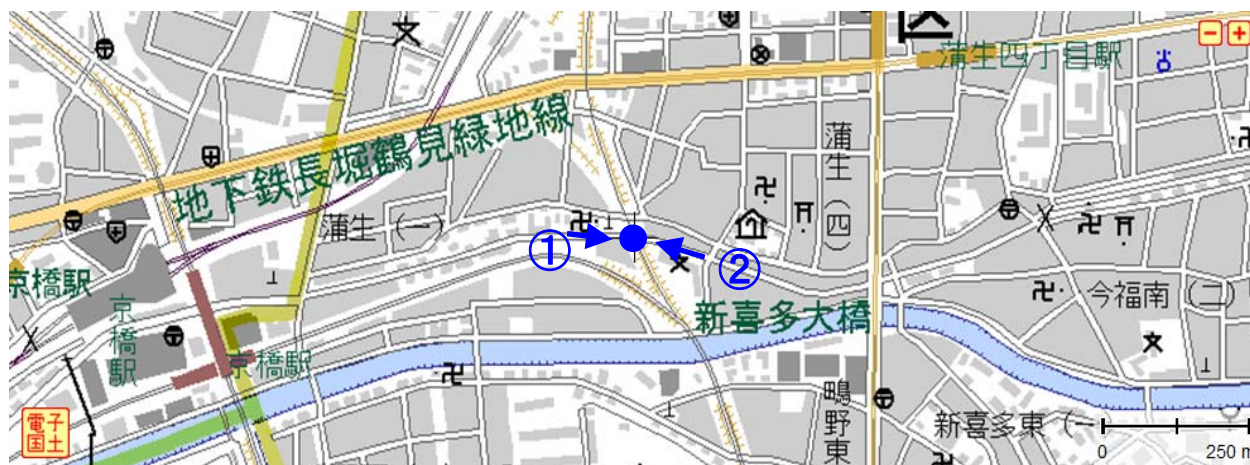 区
蒲生四丁目駅
地下鉄長堀鶴見緑地線
蒲生(四)
蒲生(一)
①
②
京橋駅
京橋駅
京橋駅
新喜多大橋
今福南(二)
鴫野東
新喜多東(一
電子
国土
0
250 m